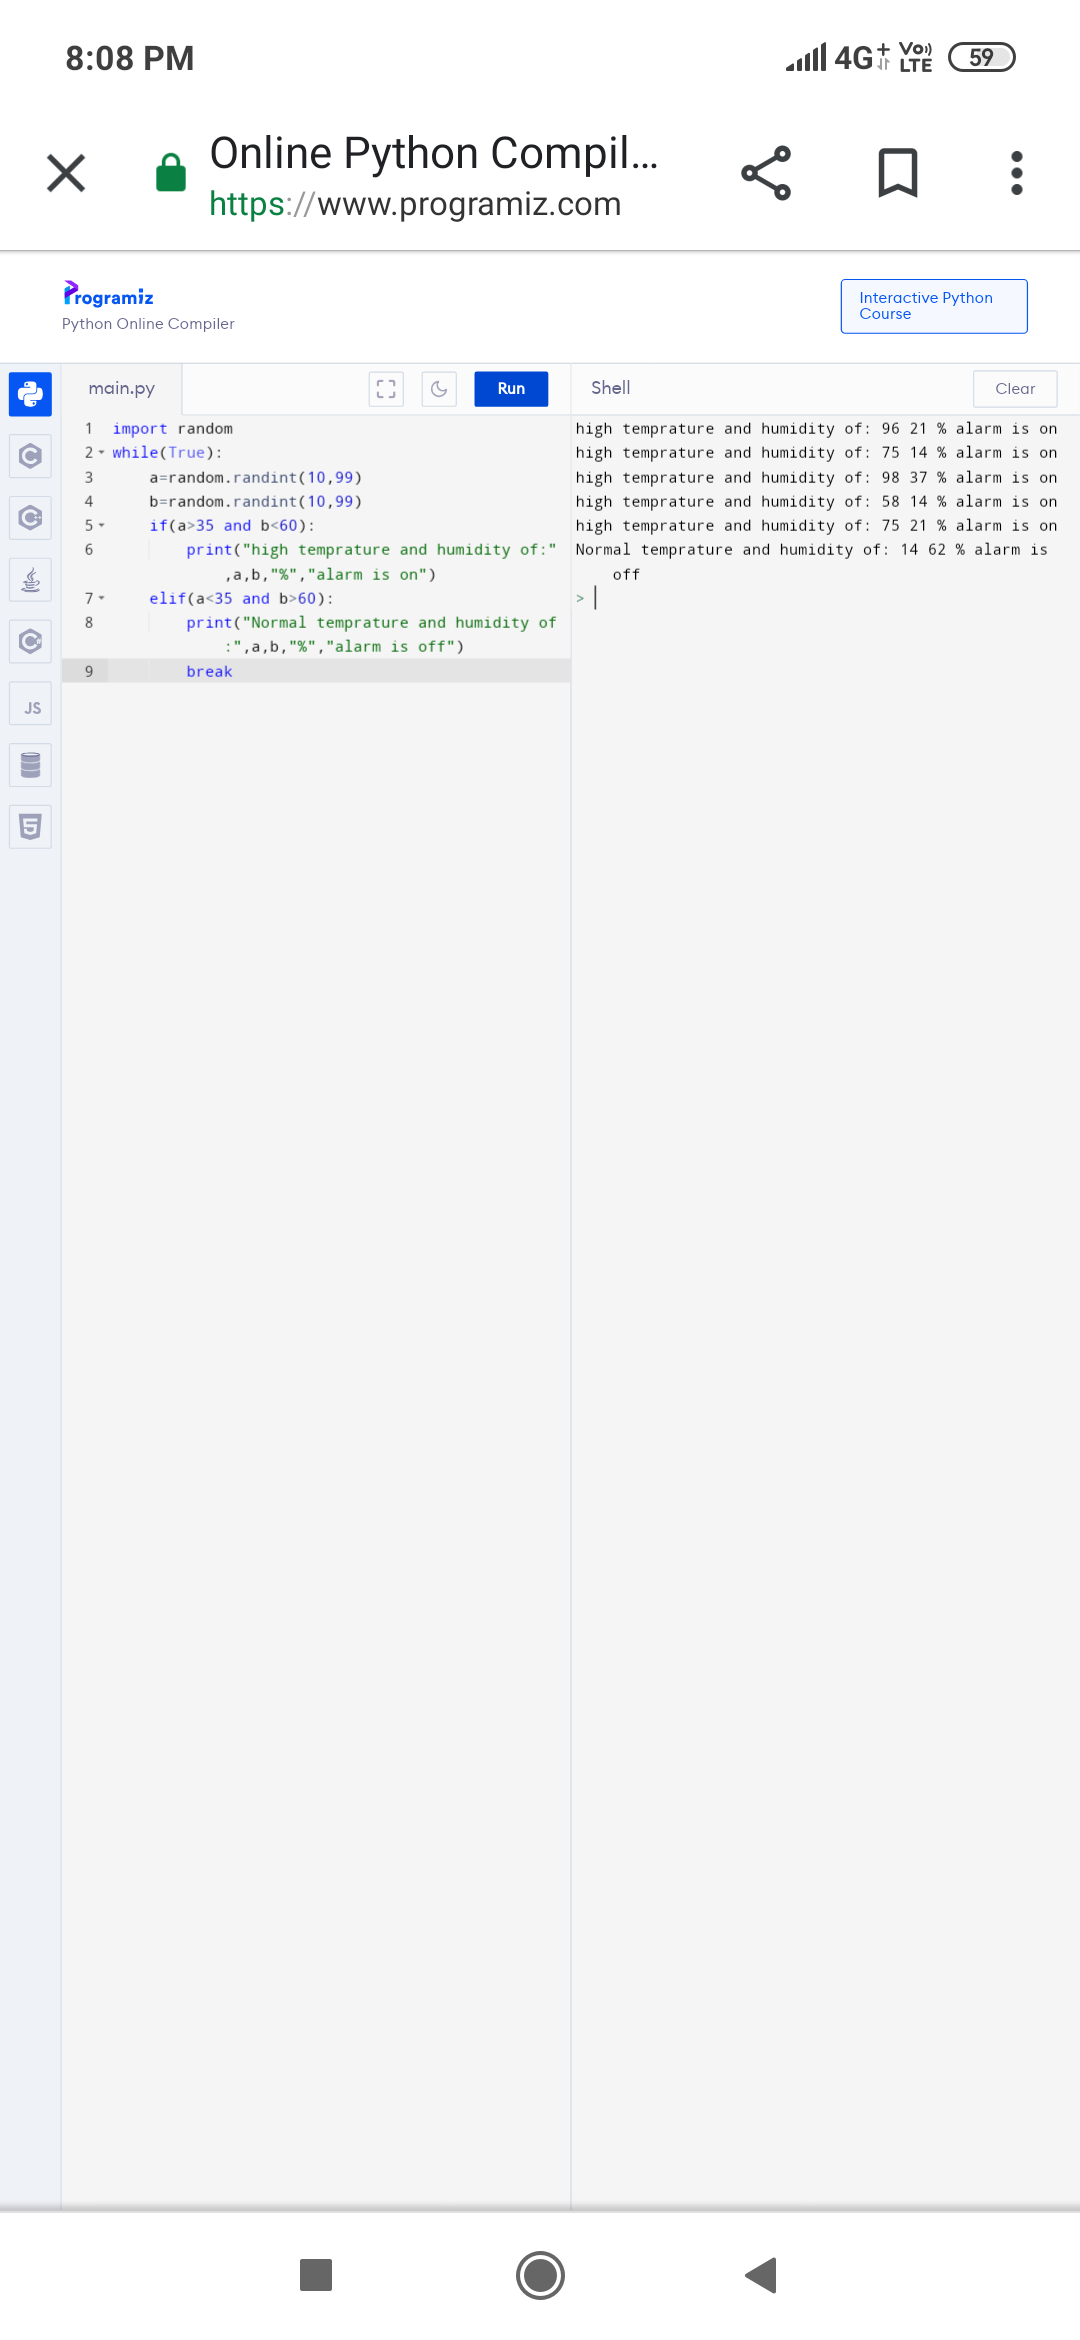 8:08 PM
4G+ Vo)) LTE 59
Online Python Compil...
https://www.programiz.com
Programiz
Python Online Compiler
Interactive Python
Course
main.py
Run
Shell
Clear
1 import random
2 while(True):
3 a=random.randint(10,99)
4 b=random.randint(10,99)
5 if(a>35 and b<60):
6 print("high temprature and humidity of:"
,a,b,"%","alarm is on")
7 elif(a<35 and b>60):
8 print("Normal temprature and humidity of
:",a,b,"%","alarm is off")
9 break
JS
high temprature and humidity of: 96 21 % alarm is on
high temprature and humidity of: 75 14 % alarm is on
high temprature and humidity of: 98 37 % alarm is on
high temprature and humidity of: 58 14 % alarm is on
high temprature and humidity of: 75 21 % alarm is on
Normal temprature and humidity of: 14 62 % alarm is
off
>